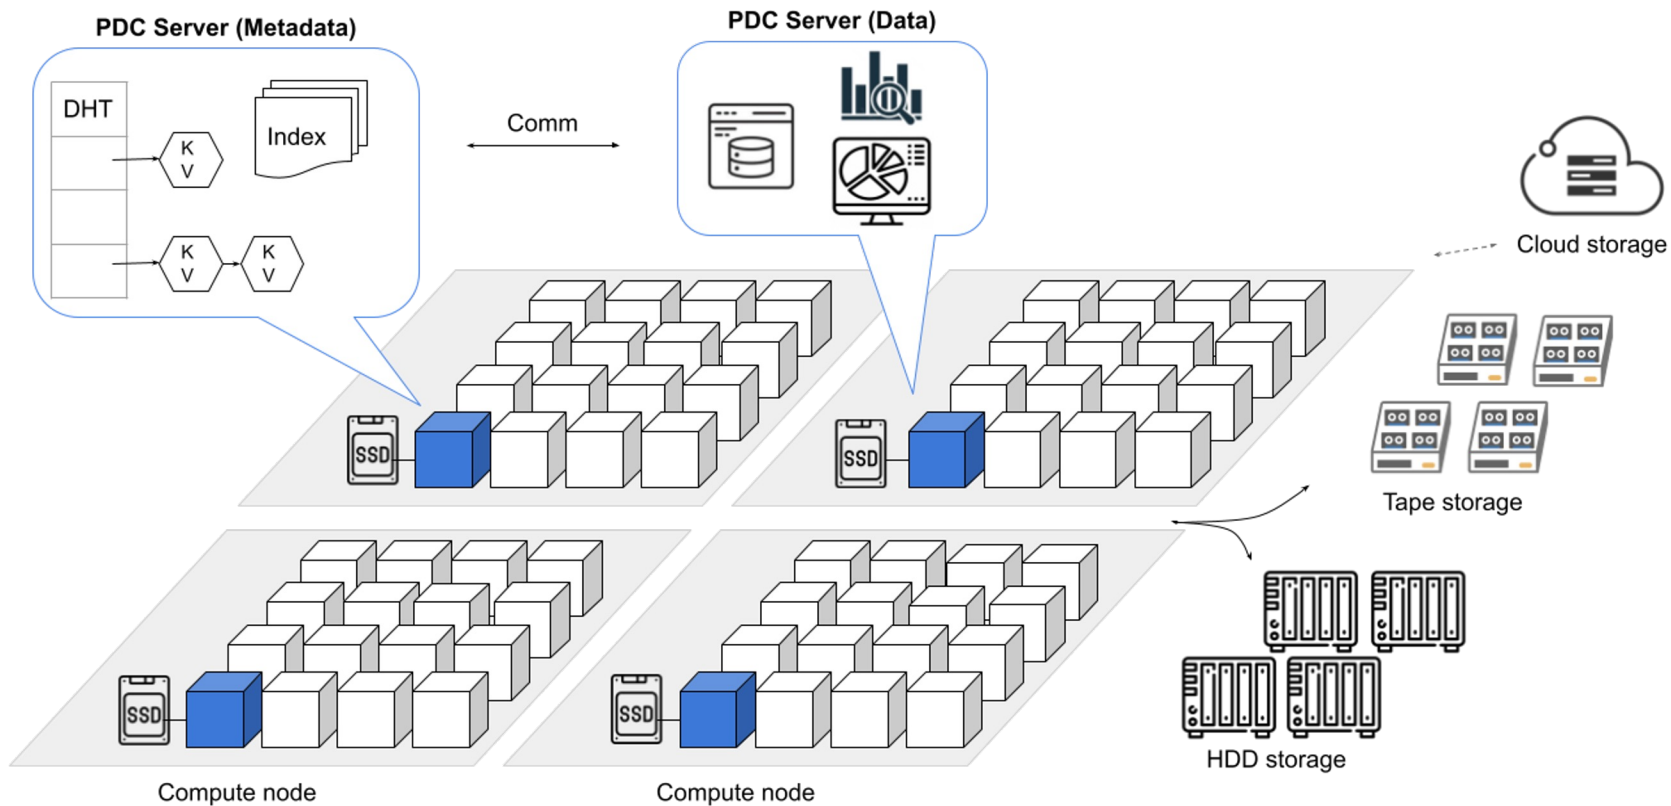 PDC Server (Metadata)
PDC Server (Data)
DHT
K
V
Index
K
V
K
V
Comm
Cloud storage
SSD
SSD
Tape storage
SSD
SSD
HDD storage
Compute node
Compute node